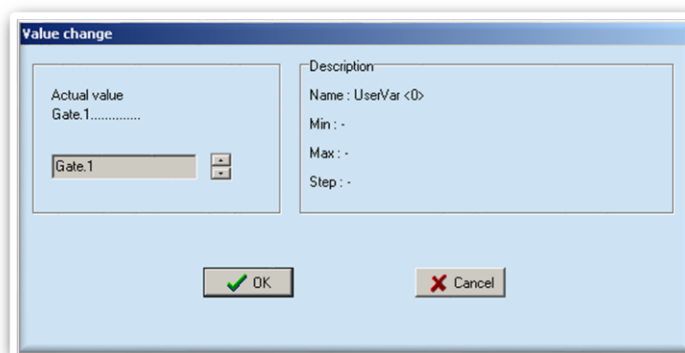 Value change
Actual value
Gate.1..............
Gate.1
Description
Name : UserVar <0>
Min : -
Max : -
Step : -
OK
Cancel